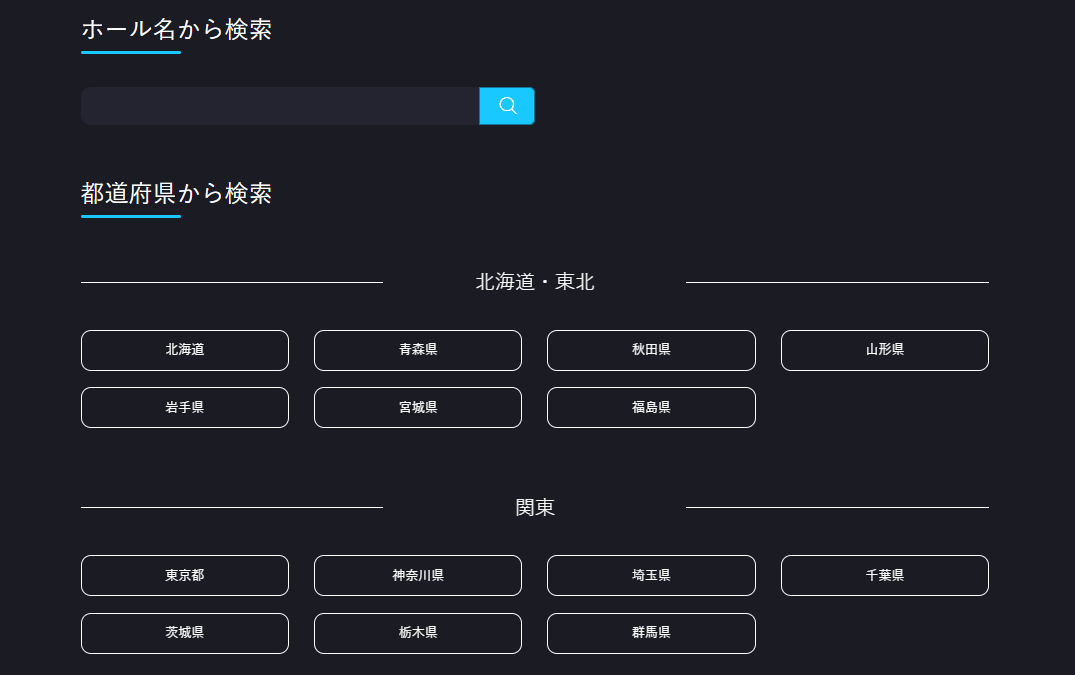 ホール名から検索
都道府県から検索
北海道・東北
北海道 青森県 秋田県 山形県
岩手県 宮城県 福島県
関東
東京都 神奈川県 埼玉県 千葉県
茨城県 栃木県 群馬県